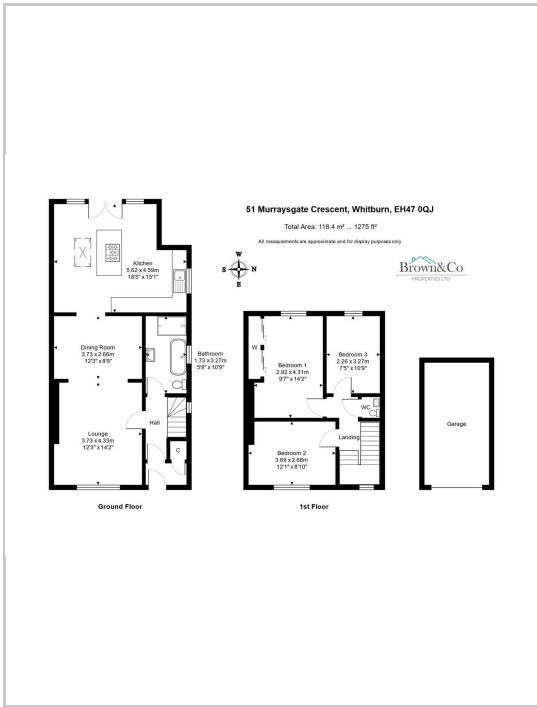 51 Murraysgate Crescent, Whitburn, EH47 0QJ
Total Area: 118.4 m² ... 1275 ft²
All measurements are approximate and for display purposes only
W
S
N
E
Brown&Co
PROPERTIES LTD
Kitchen
5.62 x 4.59m
18'5" x 15'1"
Dining Room
3.73 x 2.66m
12'3" x 8'9"
Bathroom
1.73 x 3.27m
5'8" x 10'9"
Lounge
3.73 x 4.33m
12'3" x 14'2"
Hall
C
Ground Floor
W
Bedroom 1
2.92 x 4.31m
9'7" x 14'2"
Bedroom 3
2.26 x 3.27m
7'5" x 10'9"
WC
Landing
Bedroom 2
3.69 x 2.68m
12'1" x 8'10"
1st Floor
Garage